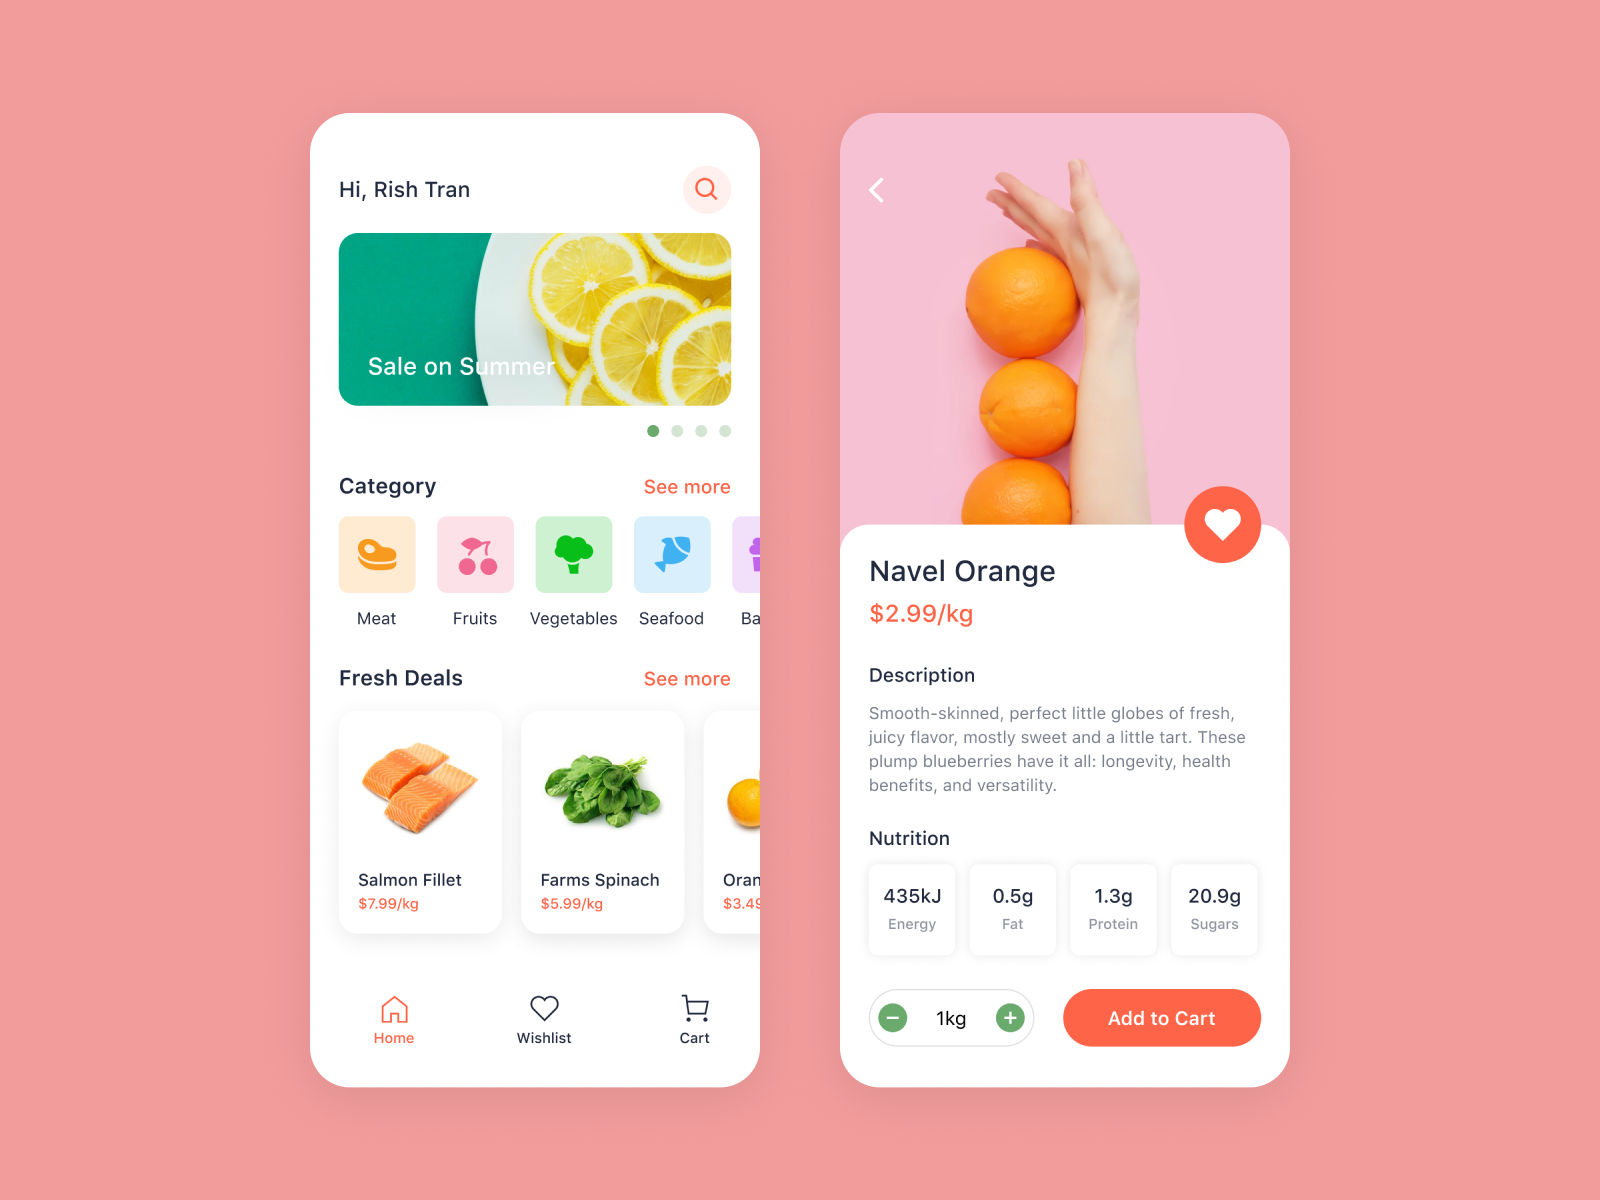 Hi, Rish Tran
Sale on Summer
Category
See more
Meat
Fruits
Vegetables
Seafood
Ba
Fresh Deals
See more
Salmon Fillet
$7.99/kg
Farms Spinach
$5.99/kg
Oran
$3.49
Home
Wishlist
Cart
Navel Orange
$2.99/kg
Description
Smooth-skinned, perfect little globes of fresh,
juicy flavor, mostly sweet and a little tart. These
plump blueberries have it all: longevity, health
benefits, and versatility.
Nutrition
435kJ
Energy
0.5g
Fat
1.3g
Protein
20.9g
Sugars
1kg
Add to Cart